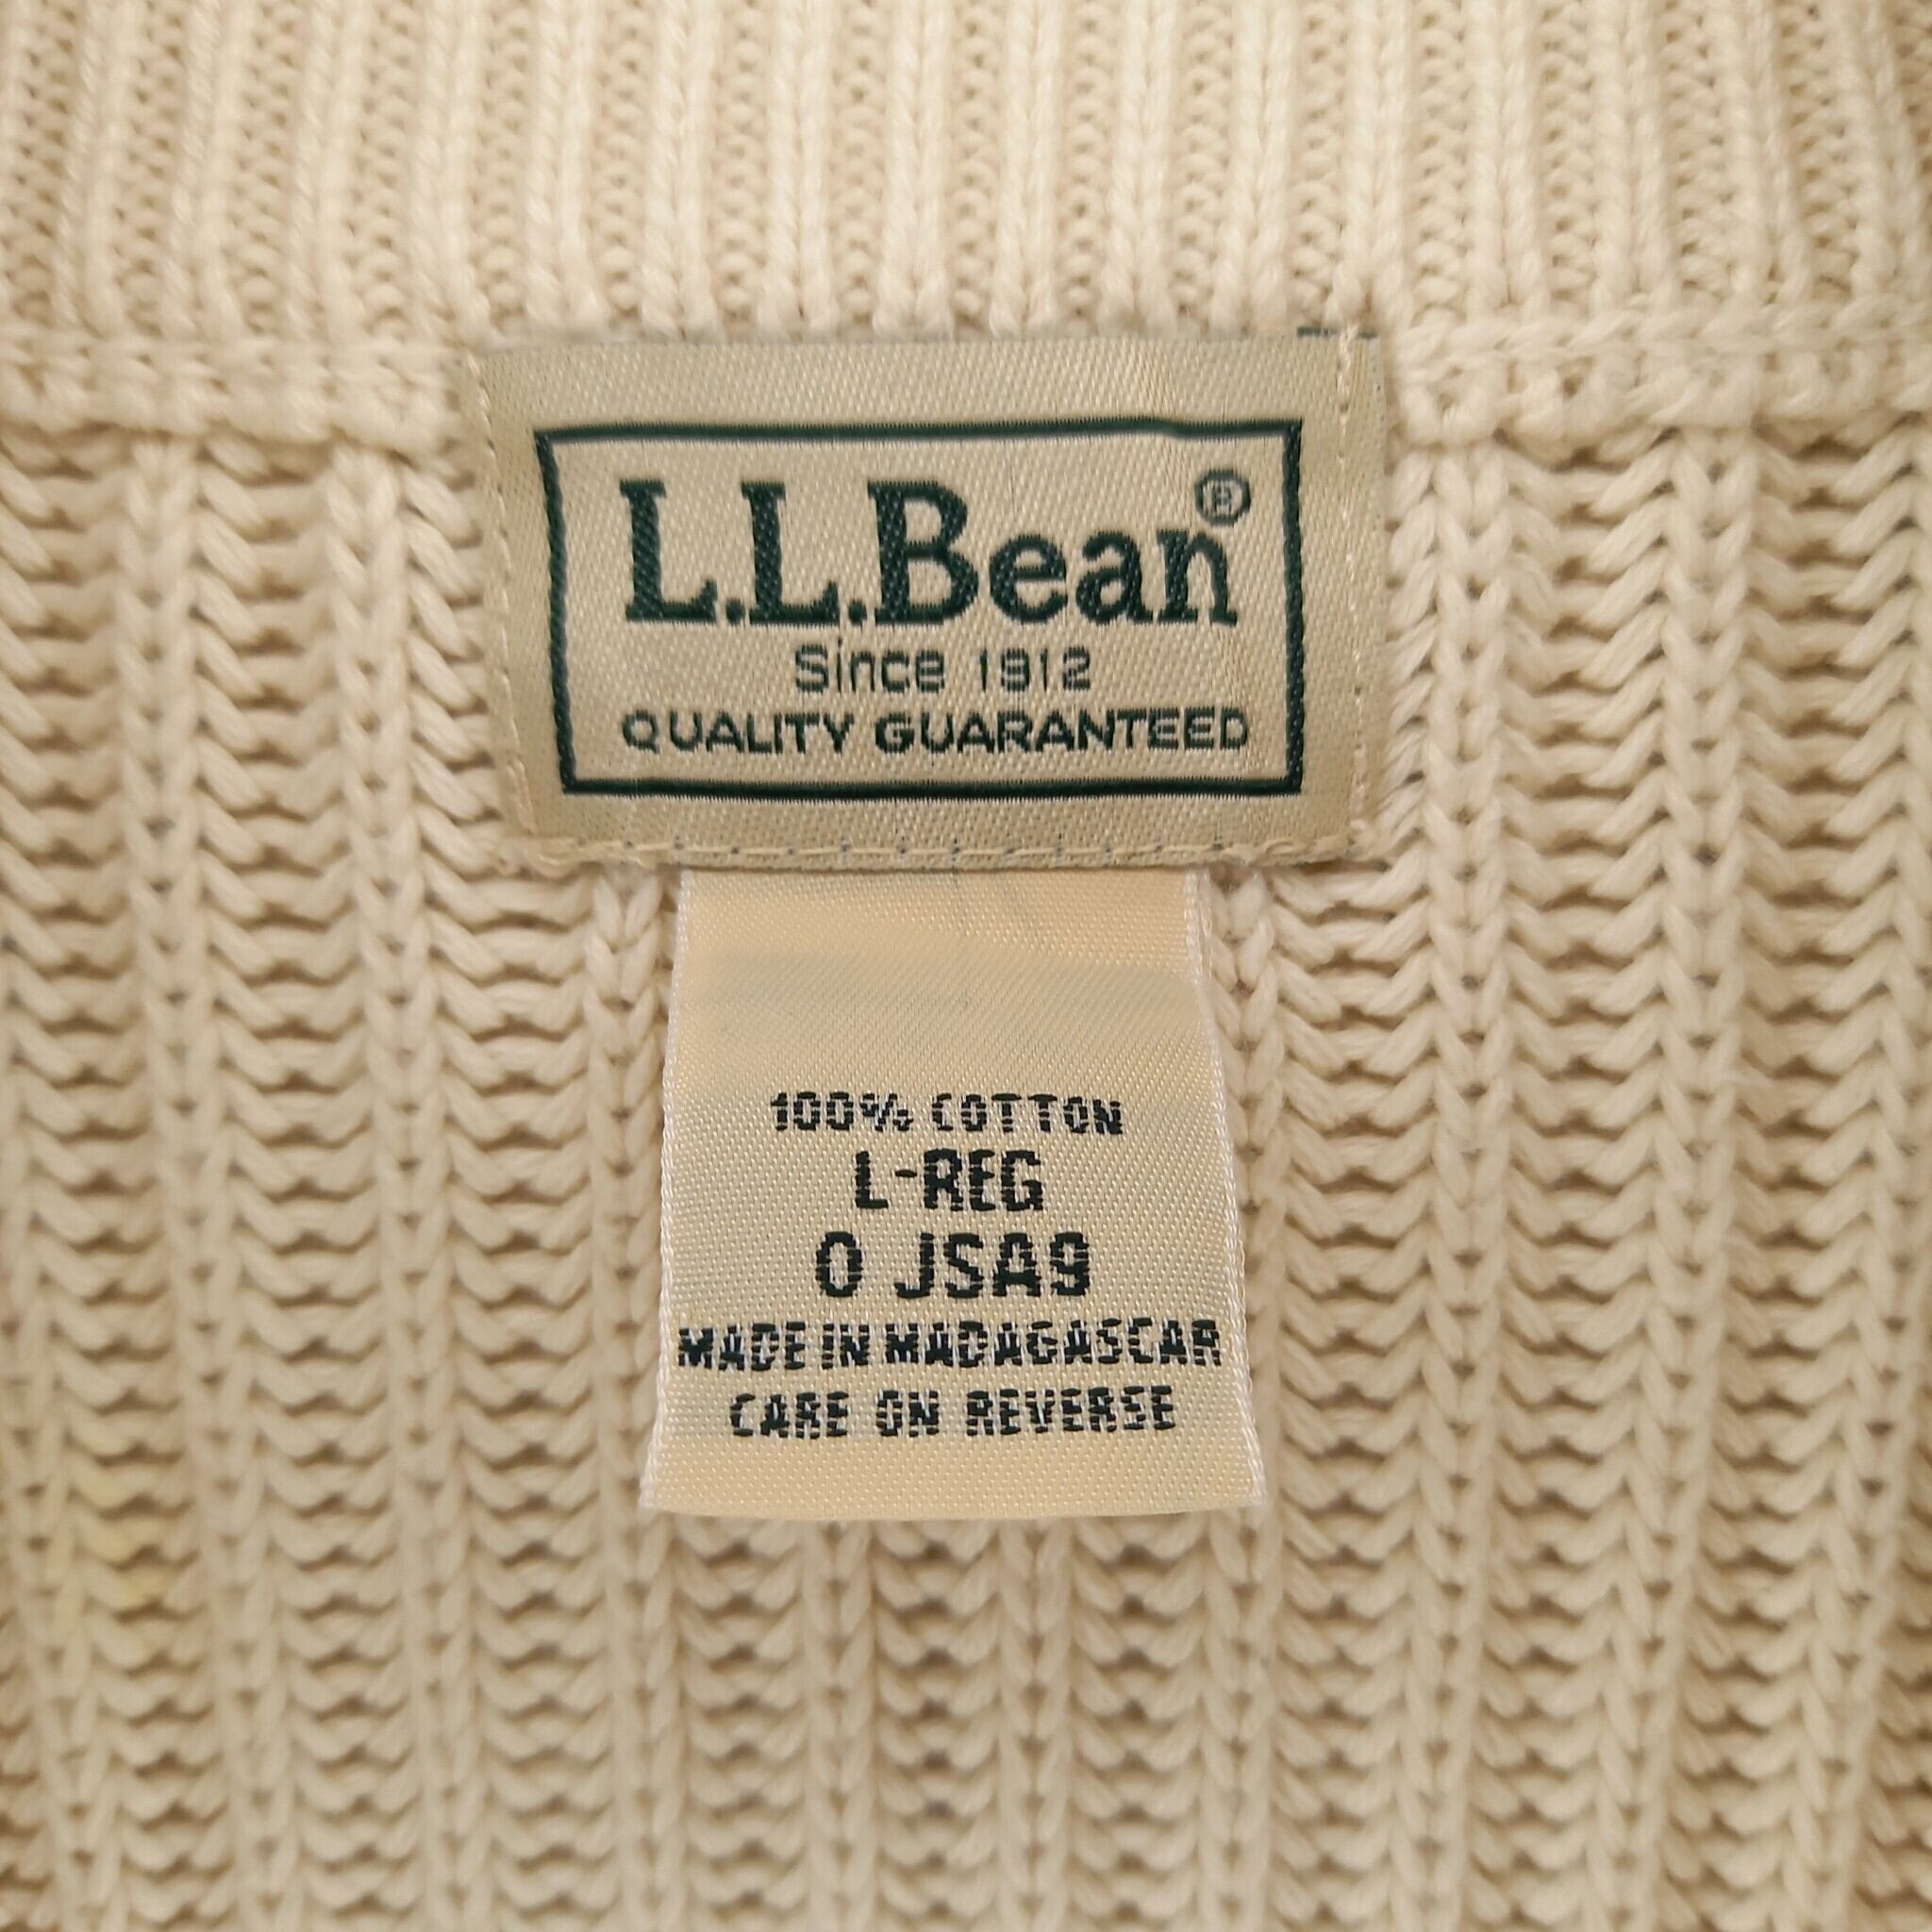 L.L.Bean®
Since 1912
QUALITY GUARANTEED
100% COTTON
L-REG
0 JSA9
MADE IN MADAGASCAR
CARE ON REVERSE